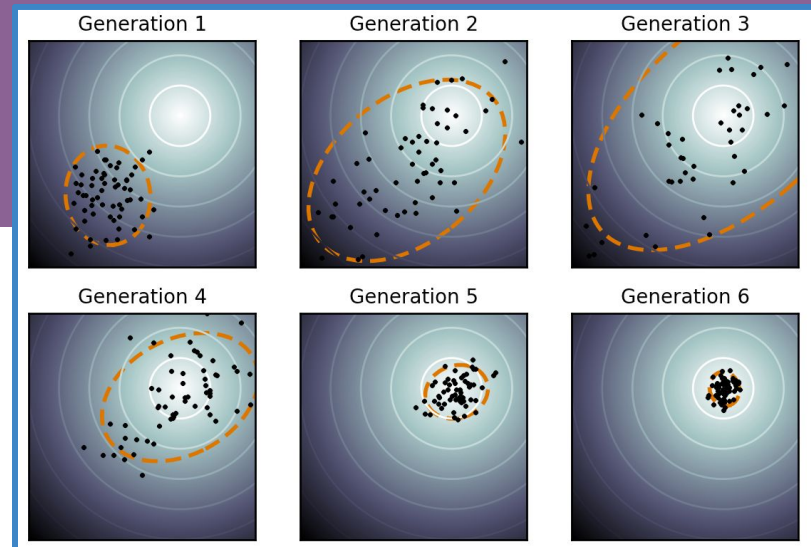 Generation 1
Generation 2
Generation 3
Generation 4
Generation 5
Generation 6